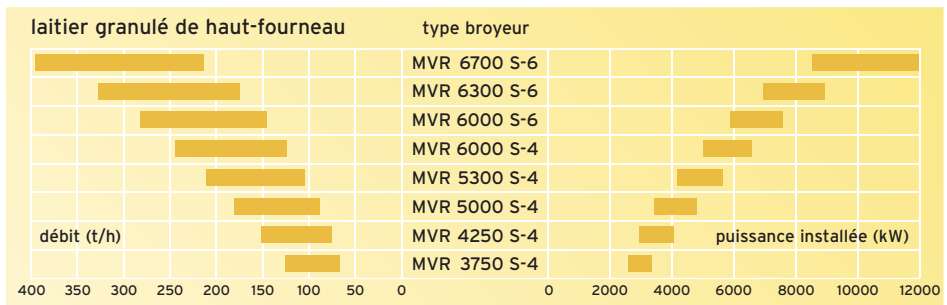 laitier granulé de haut-fourneau type broyeur
MVR 6700 S-6
MVR 6300 S-6
MVR 6000 S-6
MVR 6000 S-4
MVR 5300 S-4
MVR 5000 S-4
débit (t/h) MVR 4250 S-4 puissance installée (kW)
MVR 3750 S-4
400 350 300 250 200 150 100 50 0 0 2000 4000 6000 8000 10000 12000